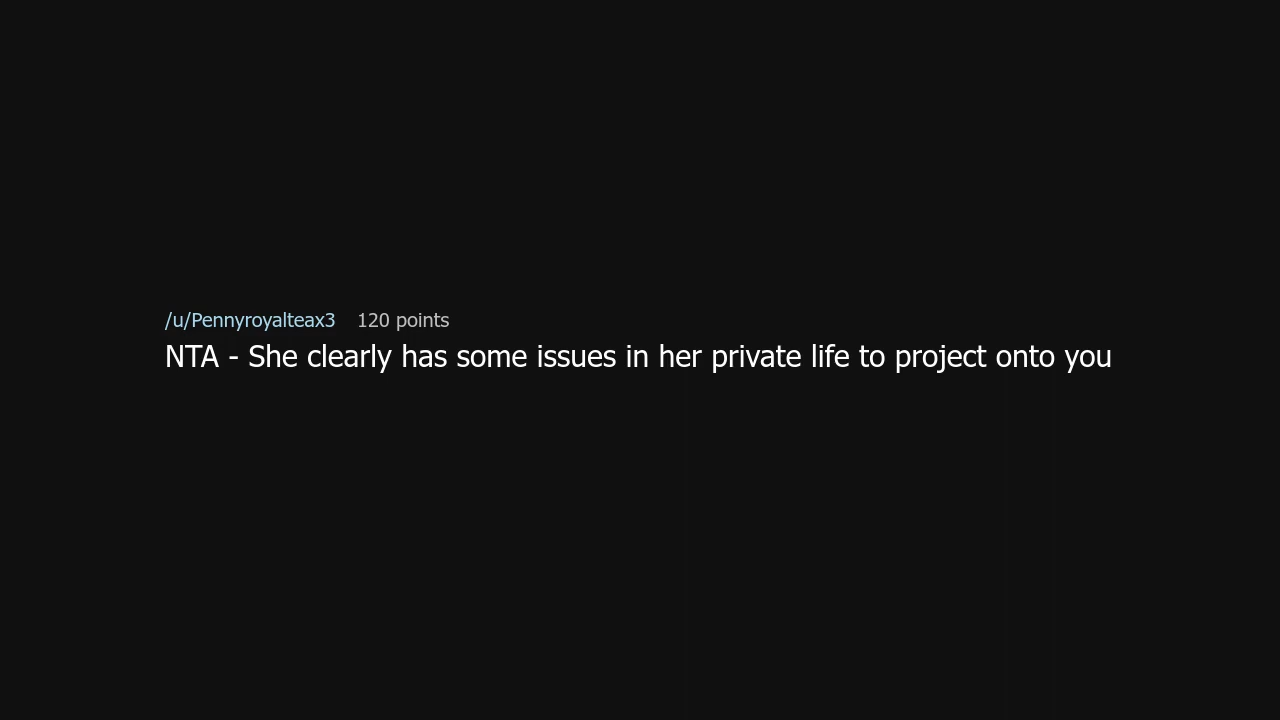 /u/Pennyroyalteax3 120 points
NTA - She clearly has some issues in her private life to project onto you